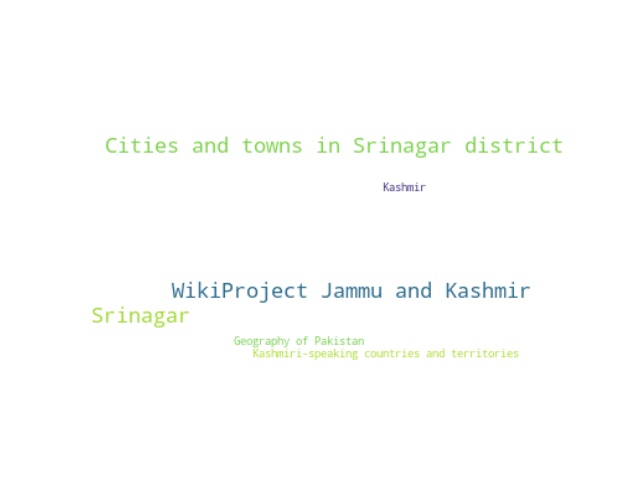 Cities and towns in Srinagar district
Kashmir
WikiProject Jammu and Kashmir
Srinagar
Geography of Pakistan
Kashmiri-speaking countries and territories